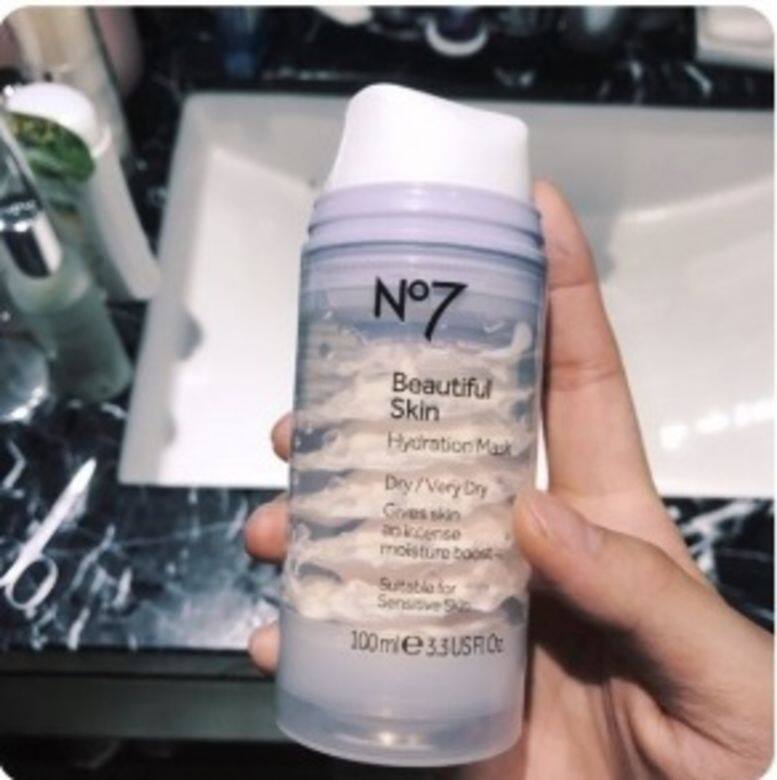 No7
Beautiful
Skin
Hydration Mask
Dry / Very Dry
Gives skin
an intense
moisture boost
Suitable for
Sensitive Skin
100ml e 3.3 US Fl Oz